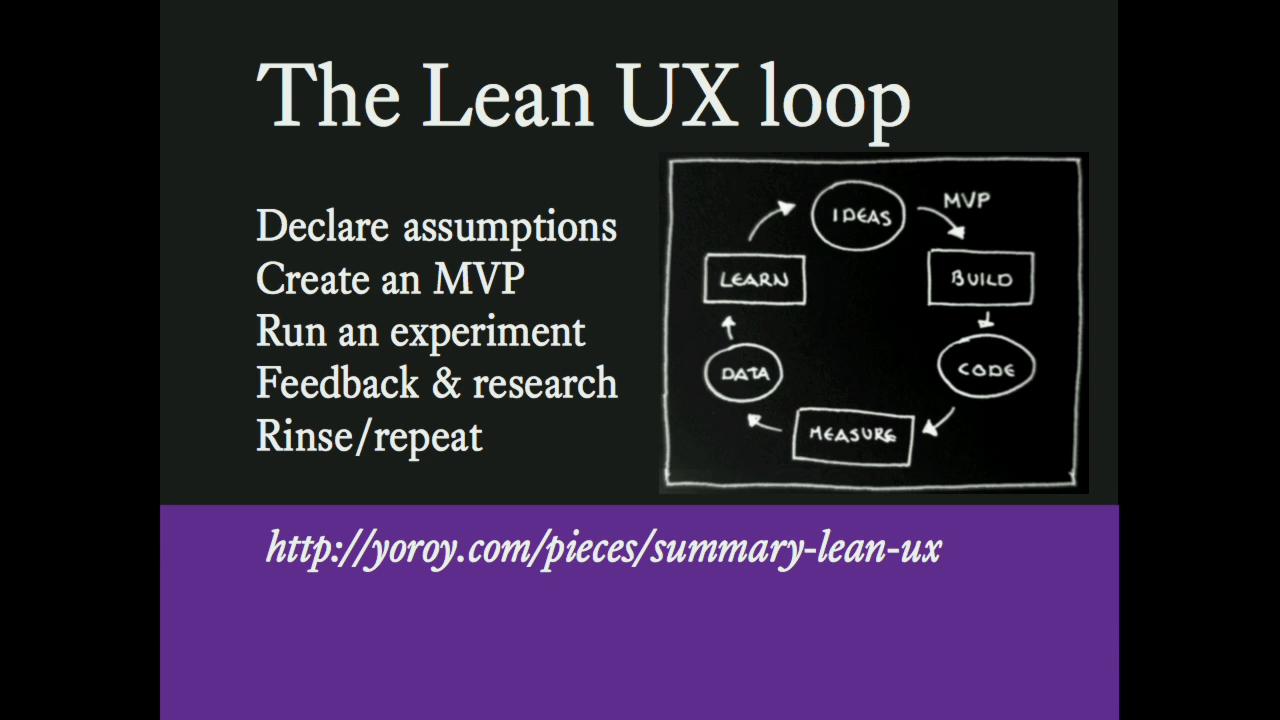 The Lean UX loop
Declare assumptions
Create an MVP
Run an experiment
Feedback & research
Rinse/repeat
IDEAS
MVP
BUILD
CODE
MEASURE
DATA
LEARN
http://yoroy.com/pieces/summary-lean-ux